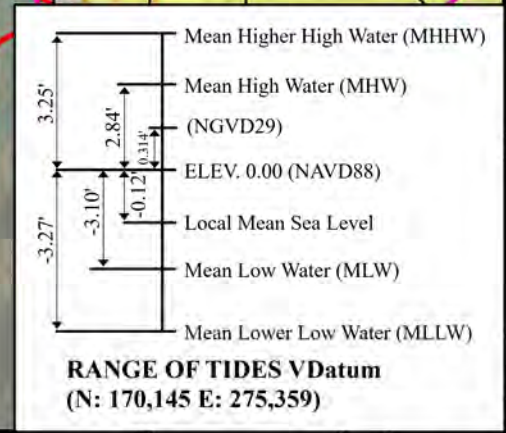 Mean Higher High Water (MHHW)
3.25'
Mean High Water (MHW)
2.84'
(NGVD29)
0.314'
ELEV. 0.00 (NAVD88)
-0.12'
-3.10'
-3.27'
Local Mean Sea Level
Mean Low Water (MLW)
Mean Lower Low Water (MLLW)
RANGE OF TIDES VDatum
(N: 170,145 E: 275,359)